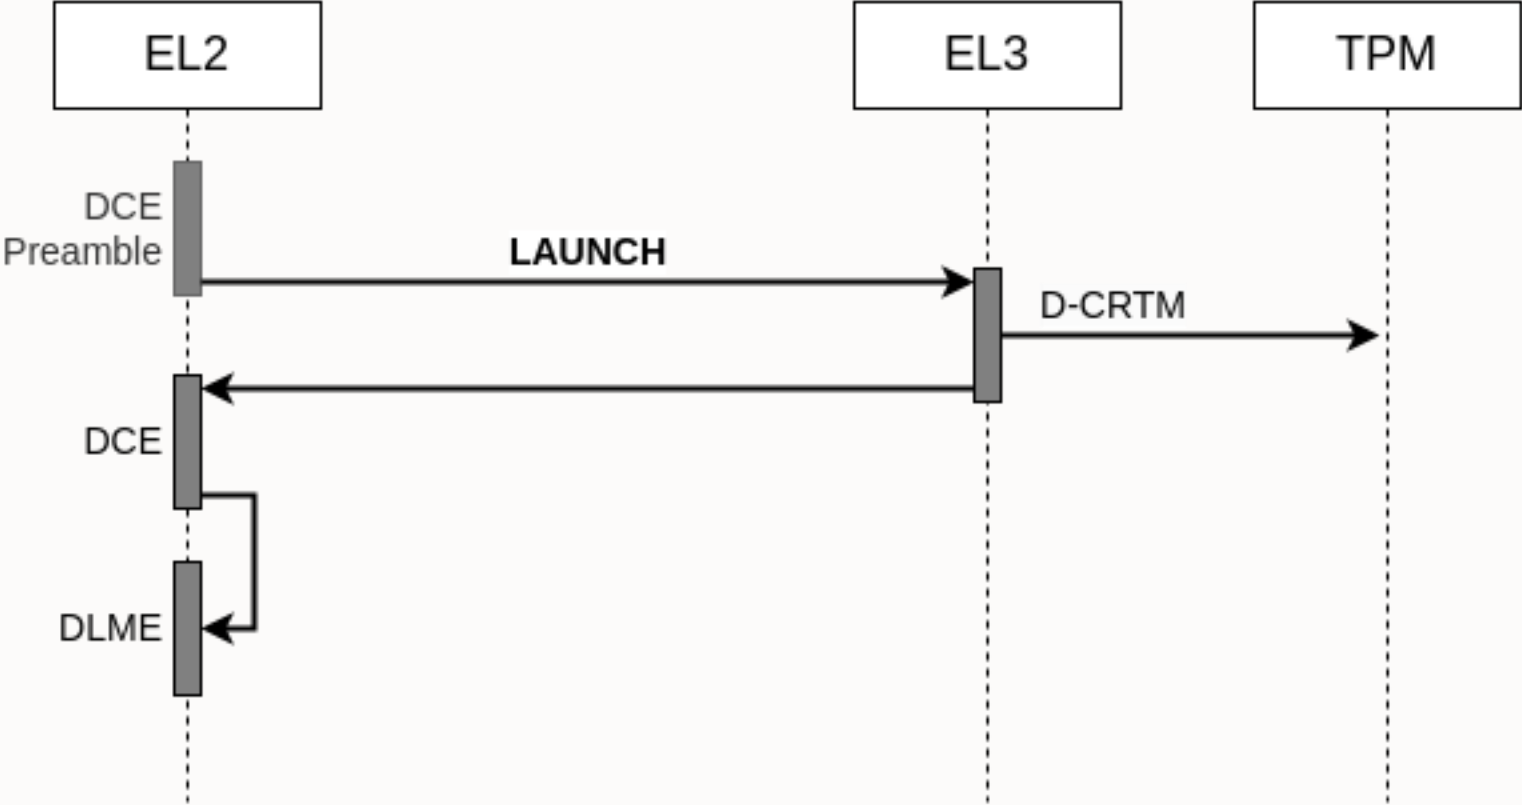 EL2
EL3
TPM
DCE
Preamble
LAUNCH
D-CRTM
DCE
DLME